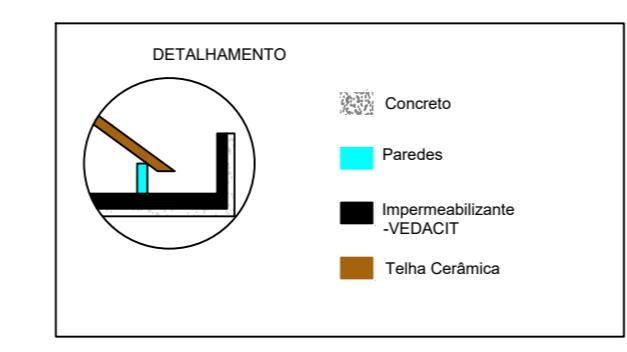 DETALHAMENTO
Concreto
Paredes
Impermeabilizante
-VEDACIT
Telha Cerâmica